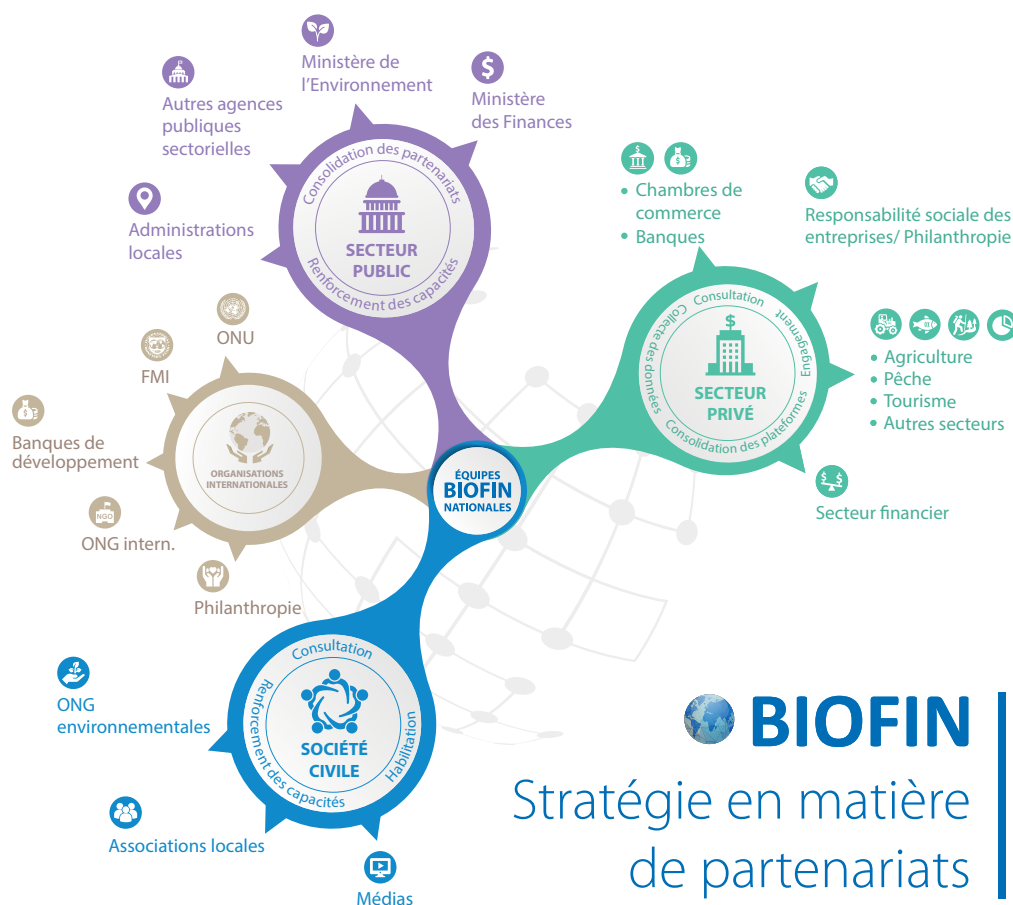 Ministère de
l'Environnement
Ministère
des Finances
Autres agences
publiques
sectorielles
Administrations
locales
Consolidation des partenariats
SECTEUR
PUBLIC
Renforcement des capacités
• Chambres de
commerce
• Banques
Responsabilité sociale des
entreprises/ Philanthropie
• Agriculture
• Pêche
• Tourisme
• Autres secteurs
Secteur financier
Consultation
Engagement
Consolidation des plateformes
Collecte des données
SECTEUR
PRIVÉ
ONU
FMI
Banques de
développement
NGO
ONG intern.
Philanthropie
ORGANISATIONS
INTERNATIONALES
ÉQUIPES
BIOFIN
NATIONALES
Consultation
Habilitation
Renforcement des capacités
SOCIÉTÉ
CIVILE
ONG
environnementales
Associations locales
Médias
BIOFIN
Stratégie en matière
de partenariats